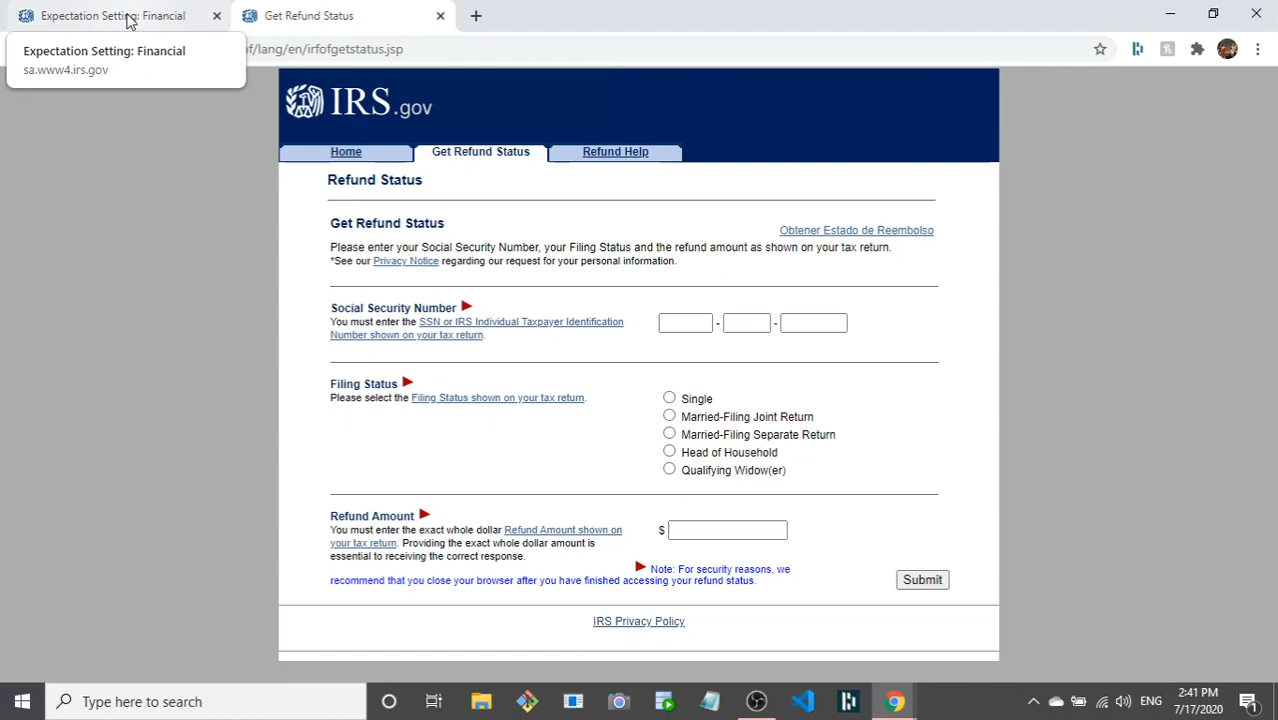 Expectation Setting: Financial
Get Refund Status
Expectation Setting: Financial
sa.www4.irs.gov
/lang/en/irfofgetstatus.jsp
IRS.gov
Home
Get Refund Status
Refund Help
Refund Status
Get Refund Status
Obtener Estado de Reembolso
Please enter your Social Security Number, your Filing Status and the refund amount as shown on your tax return.
*See our Privacy Notice regarding our request for your personal information.
Social Security Number
You must enter the SSN or IRS Individual Taxpayer Identification
Number shown on your tax return.
- -
Filing Status
Please select the Filing Status shown on your tax return.
Single
Married-Filing Joint Return
Married-Filing Separate Return
Head of Household
Qualifying Widow(er)
Refund Amount
You must enter the exact whole dollar Refund Amount shown on
your tax return. Providing the exact whole dollar amount is
essential to receiving the correct response.
$
Note: For security reasons, we
recommend that you close your browser after you have finished accessing your refund status.
Submit
IRS Privacy Policy
Type here to search
ENG
2:41 PM
7/17/2020
1